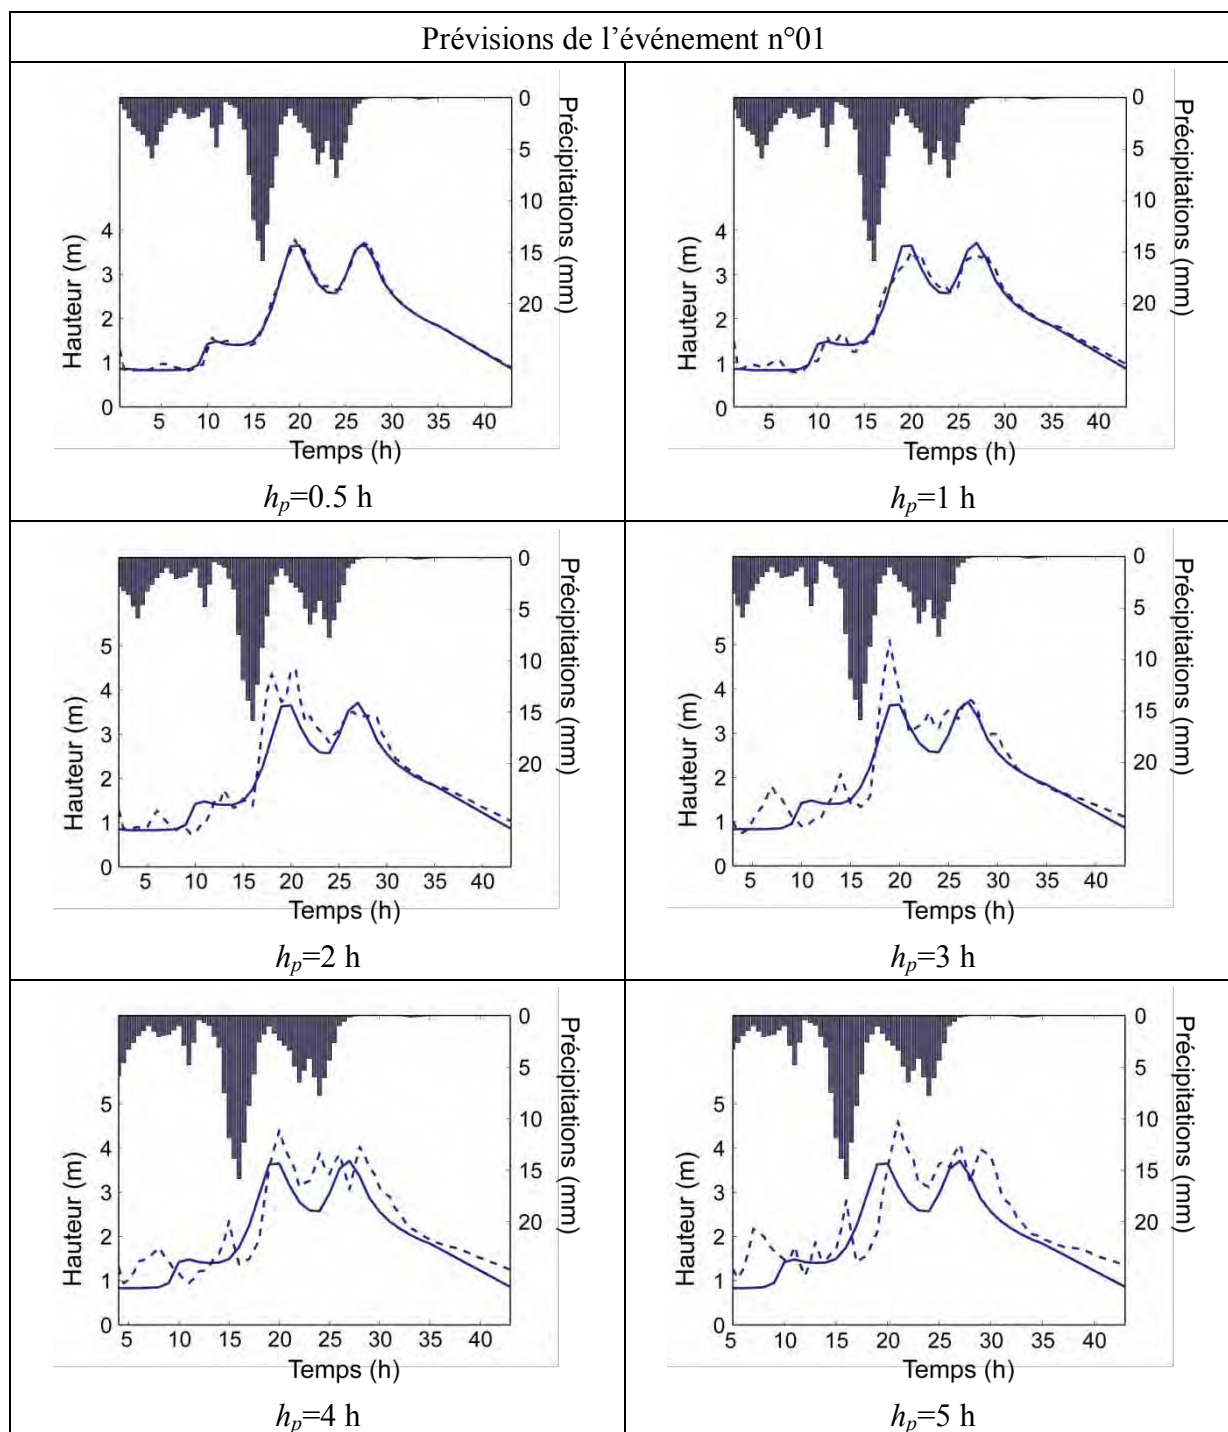 Prévisions de l'événement n°01
0
5
10
15
20
Précipitations (mm)
4
3
2
1
0
Hauteur (m)
5 10 15 20 25 30 35 40
Temps (h)
hp=0.5 h
0
5
10
15
20
Précipitations (mm)
4
3
2
1
0
Hauteur (m)
5 10 15 20 25 30 35 40
Temps (h)
hp=1 h
0
5
10
15
20
Précipitations (mm)
5
4
3
2
1
0
Hauteur (m)
5 10 15 20 25 30 35 40
Temps (h)
hp=2 h
0
5
10
15
20
Précipitations (mm)
5
4
3
2
1
0
Hauteur (m)
5 10 15 20 25 30 35 40
Temps (h)
hp=3 h
0
5
10
15
20
Précipitations (mm)
5
4
3
2
1
0
Hauteur (m)
5 10 15 20 25 30 35 40
Temps (h)
hp=4 h
0
5
10
15
20
Précipitations (mm)
5
4
3
2
1
0
Hauteur (m)
5 10 15 20 25 30 35 40
Temps (h)
hp=5 h